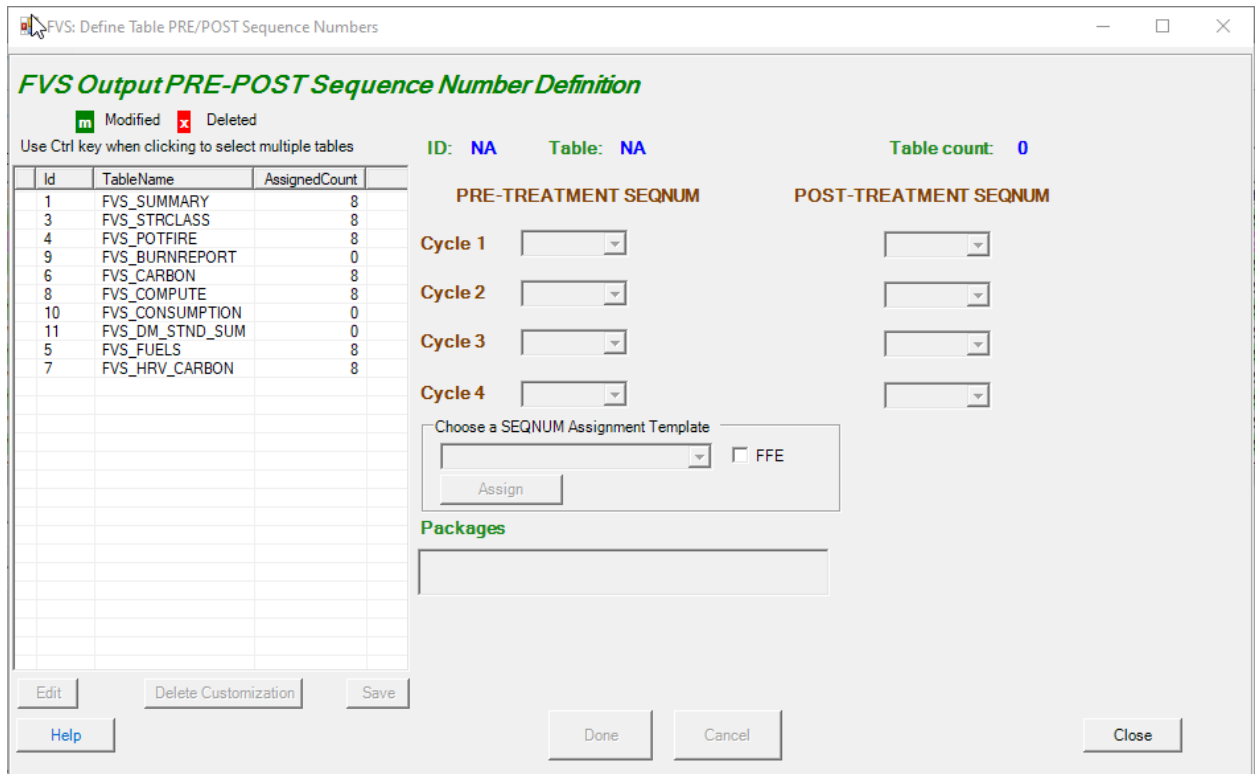 FVS: Define Table PRE/POST Sequence Numbers
FVS Output PRE-POST Sequence Number Definition
m Modified x Deleted
Use Ctrl key when clicking to select multiple tables
ID: NA Table: NA Table count: 0
Id TableName AssignedCount
1 FVS_SUMMARY 8
3 FVS_STRCLASS 8
4 FVS_POTFIRE 8
9 FVS_BURNREPORT 0
6 FVS_CARBON 8
8 FVS_COMPUTE 8
10 FVS_CONSUMPTION 0
11 FVS_DM_STND_SUM 0
5 FVS_FUELS 8
7 FVS_HRV_CARBON 8
PRE-TREATMENT SEQNUM POST-TREATMENT SEQNUM
Cycle 1
Cycle 2
Cycle 3
Cycle 4
Choose a SEQNUM Assignment Template
FFE
Assign
Packages
Edit Delete Customization Save
Help Done Cancel Close